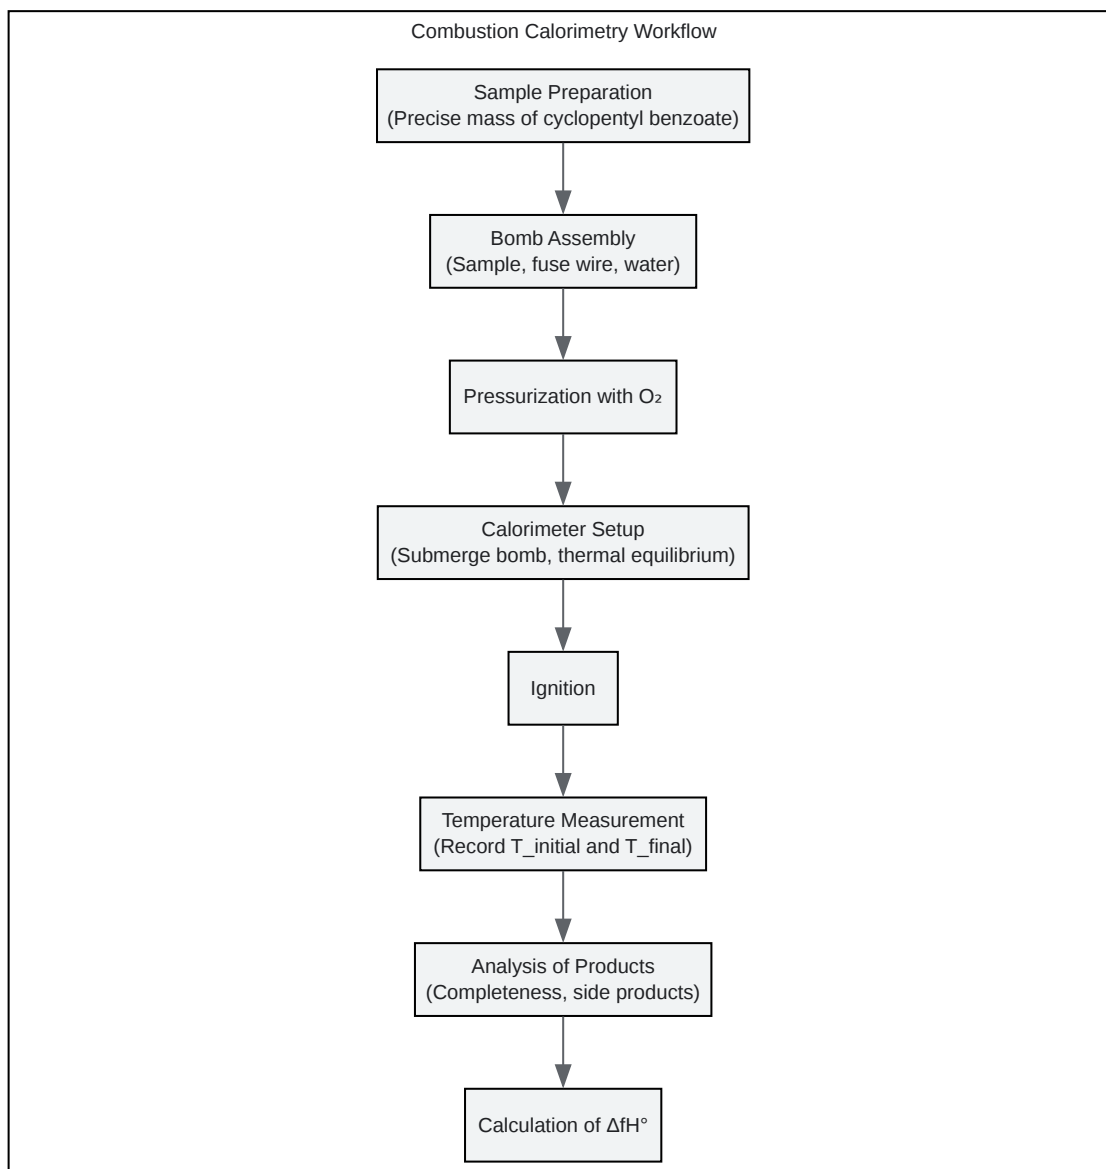 Combustion Calorimetry Workflow
Sample Preparation
(Precise mass of cyclopentyl benzoate)
Bomb Assembly
(Sample, fuse wire, water)
Pressurization with O₂
Calorimeter Setup
(Submerge bomb, thermal equilibrium)
Ignition
Temperature Measurement
(Record T_initial and T_final)
Analysis of Products
(Completeness, side products)
Calculation of ΔfH°